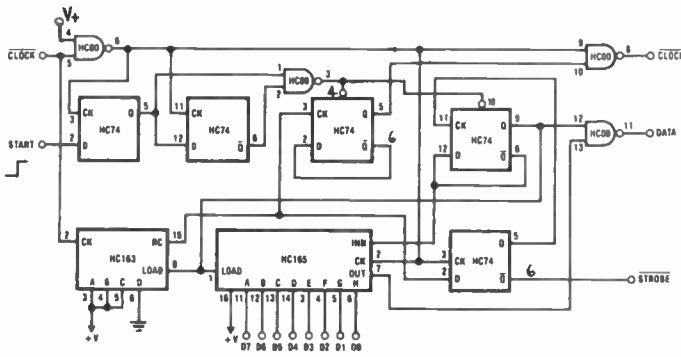 V+
4
6
9
HC00
8
CLOCK
5
HC00
CLOCK
10
1
HC00
3
2
4
10
3
CK
5
Q
11
CK
3
CK
Q
5
11
CK
Q
9
12
HC00
11
DATA
HC74
HC74
HC74
HC74
13
START
2
D
12
D
Q
6
2
D
Q
6
12
D
Q
8
2
CK
RC
15
HC163
LOAD
9
HC165
INH
CK
2
OUT
7
LOAD
1
3
CK
Q
5
HC74
2
D
Q
6
STROBE
A
B
C
D
3
4
5
6
+V
A
B
C
D
E
F
G
H
16
11
12
13
14
3
4
5
6
+V
D7
D6
D5
D4
D3
D2
D1
D0